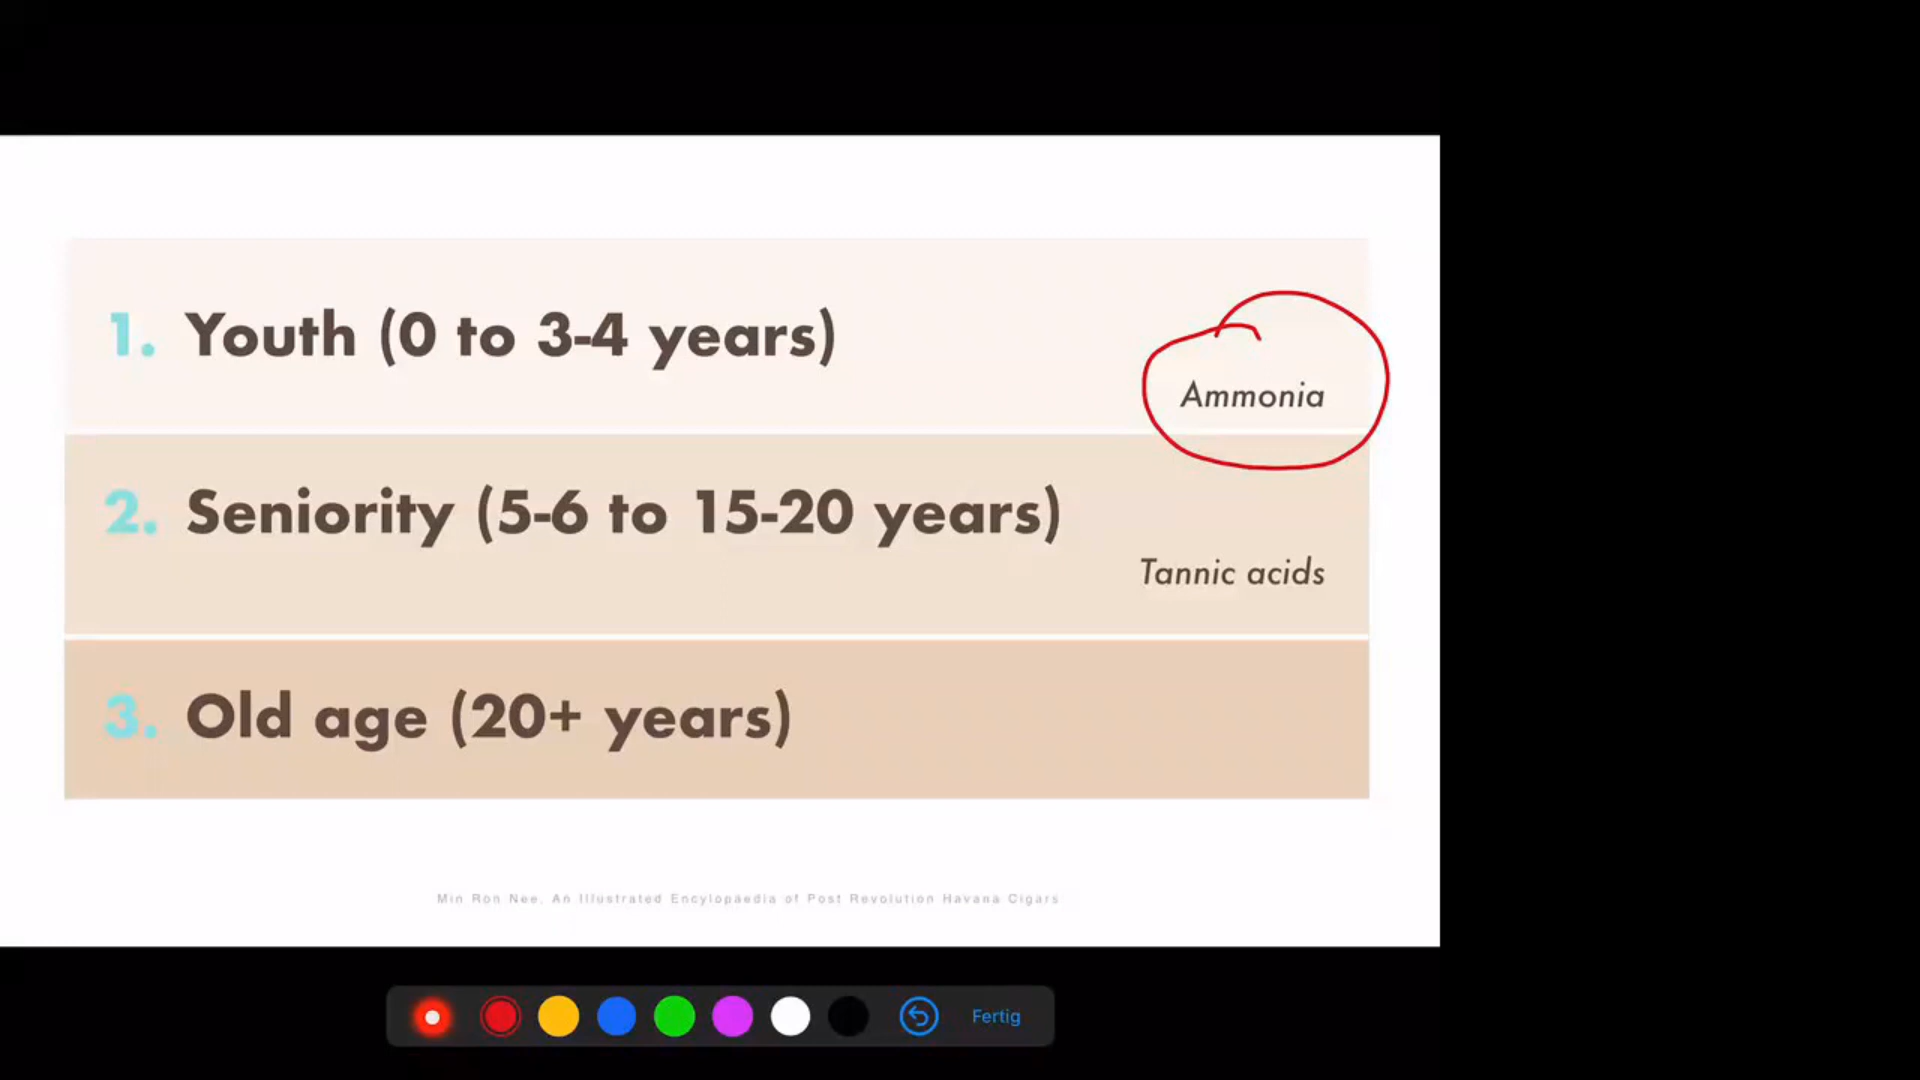 1. Youth (0 to 3-4 years)
Ammonia
2. Seniority (5-6 to 15-20 years)
Tannic acids
3. Old age (20+ years)
Min Ron Nee, An Illustrated Encylopaedia of Post Revolution Havana Cigars
Fertig